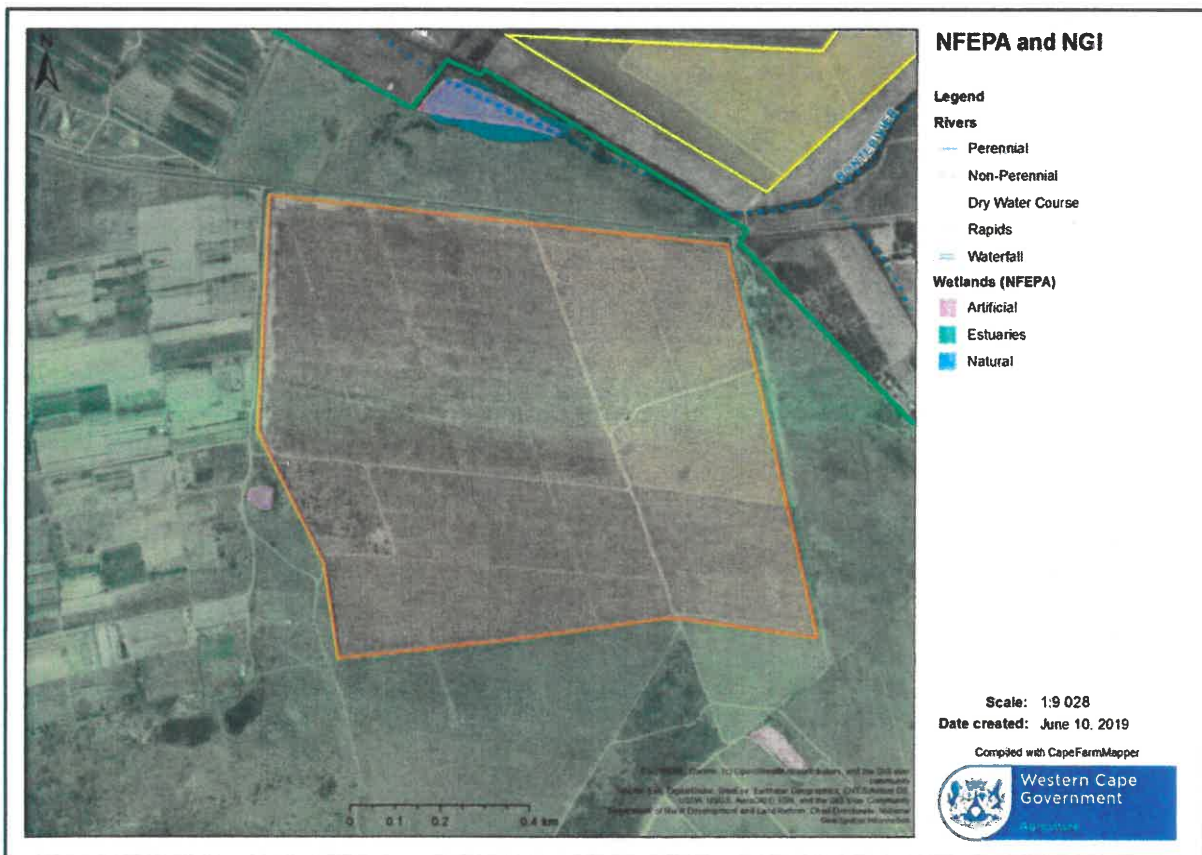 NFEPA and NGI
N
Legend
Rivers
Perennial
Non-Perennial
Dry Water Course
Rapids
Waterfall
Wetlands (NFEPA)
Artificial
Estuaries
Natural
0 0.1 0.2 0.4 km
Scale: 1:9 028
Date created: June 10, 2019
Compiled with CapeFarmMapper
Western Cape
Government
Agriculture